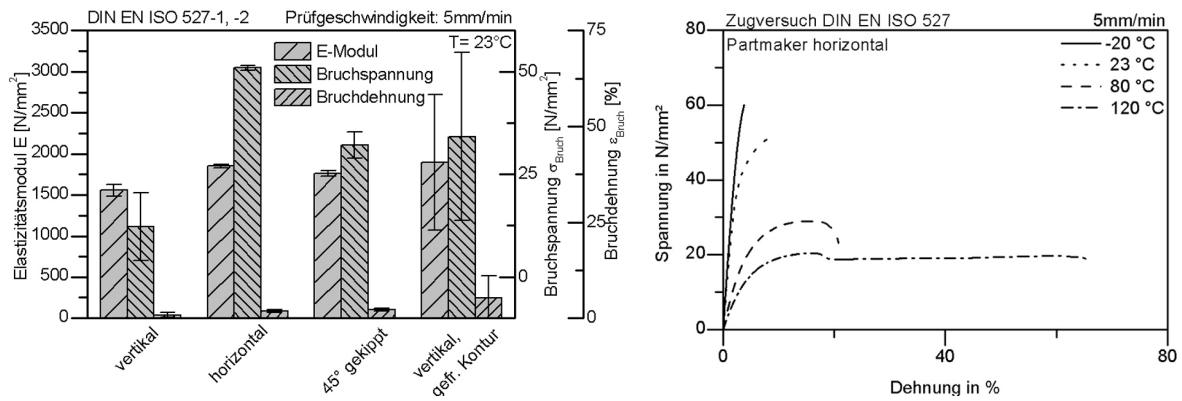 DIN EN ISO 527-1, -2 Prüfgeschwindigkeit: 5mm/min
T= 23°C
E-Modul
Bruchspannung
Bruchdehnung
Elastizitätsmodul E [N/mm²]
3500
3000
2500
2000
1500
1000
500
0
Bruchspannung σBruch [N/mm²]
50
25
0
Bruchdehnung εBruch [%]
75
50
25
0
vertikal
horizontal
45° gekippt
vertikal,
gefr. Kontur
Zugversuch DIN EN ISO 527 5mm/min
Partmaker horizontal
-20 °C
23 °C
80 °C
120 °C
Spannung in N/mm²
80
60
40
20
0
0 40 60 80
Dehnung in %